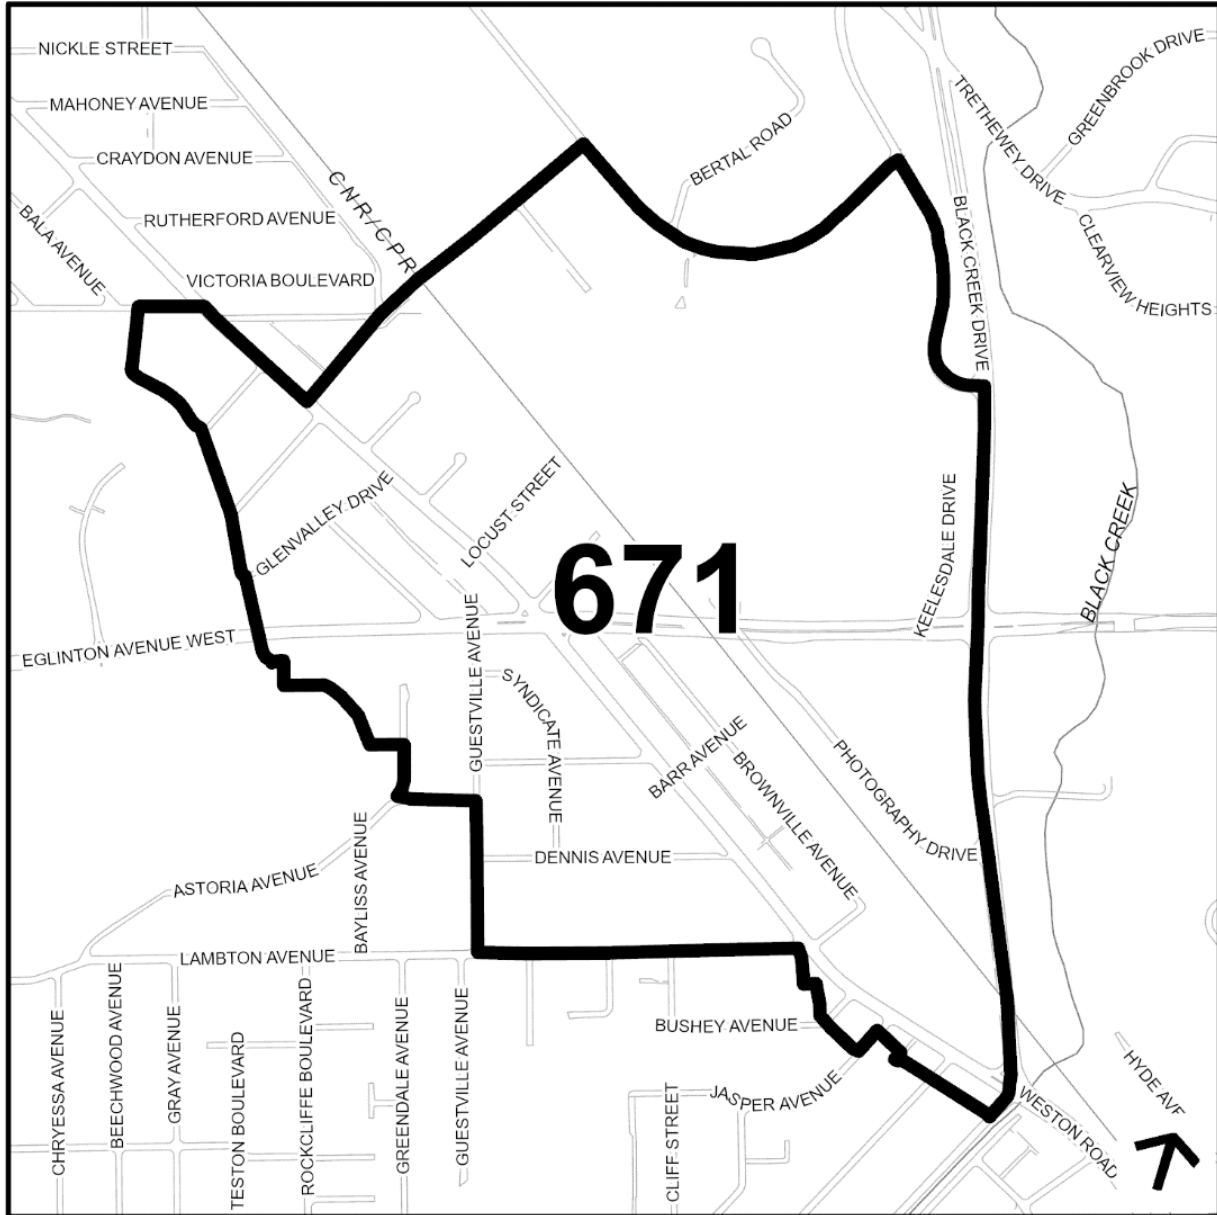 NICKLE STREET
MAHONEY AVENUE
CRAYDON AVENUE
RUTHERFORD AVENUE
BALA AVENUE
VICTORIA BOULEVARD
CNR/CPR
BERTAL ROAD
GREENBROOK DRIVE
TRETHEWEY DRIVE
CLEARVIEW HEIGHTS
BLACK CREEK DRIVE
GLENVALLEY DRIVE
LOCUST STREET
671
KEELESDALE DRIVE
BLACK CREEK
EGLINTON AVENUE WEST
GUESTVILLE AVENUE
SYNDICATE AVENUE
BARR AVENUE
BROWNVILLE AVENUE
PHOTOGRAPHY DRIVE
DENNIS AVENUE
ASTORIA AVENUE
BAYLISS AVENUE
LAMBTON AVENUE
CHRYESSA AVENUE
BEECHWOOD AVENUE
GRAY AVENUE
TESTON BOULEVARD
ROCKCLIFFE BOULEVARD
GREENDALE AVENUE
GUESTVILLE AVENUE
BUSHEY AVENUE
JASPER AVENUE
CLIFF STREET
WESTON ROAD
HYDE AVE